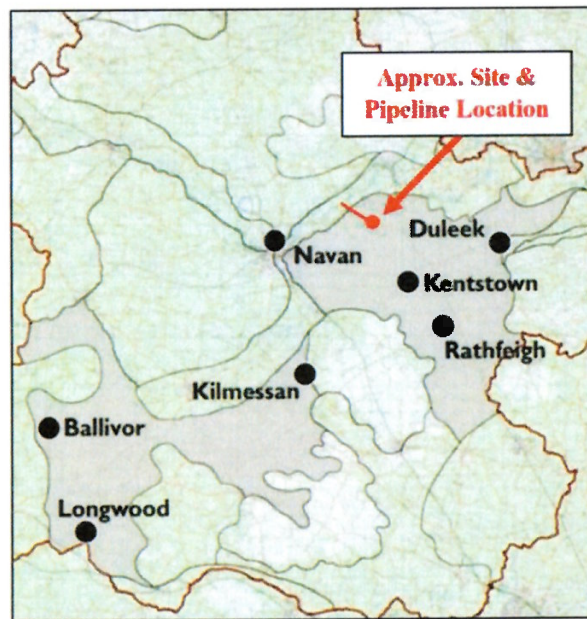 Approx. Site &
Pipeline Location
Duleek
Navan
Kentstown
Rathfeigh
Kilmessan
Ballivor
Longwood